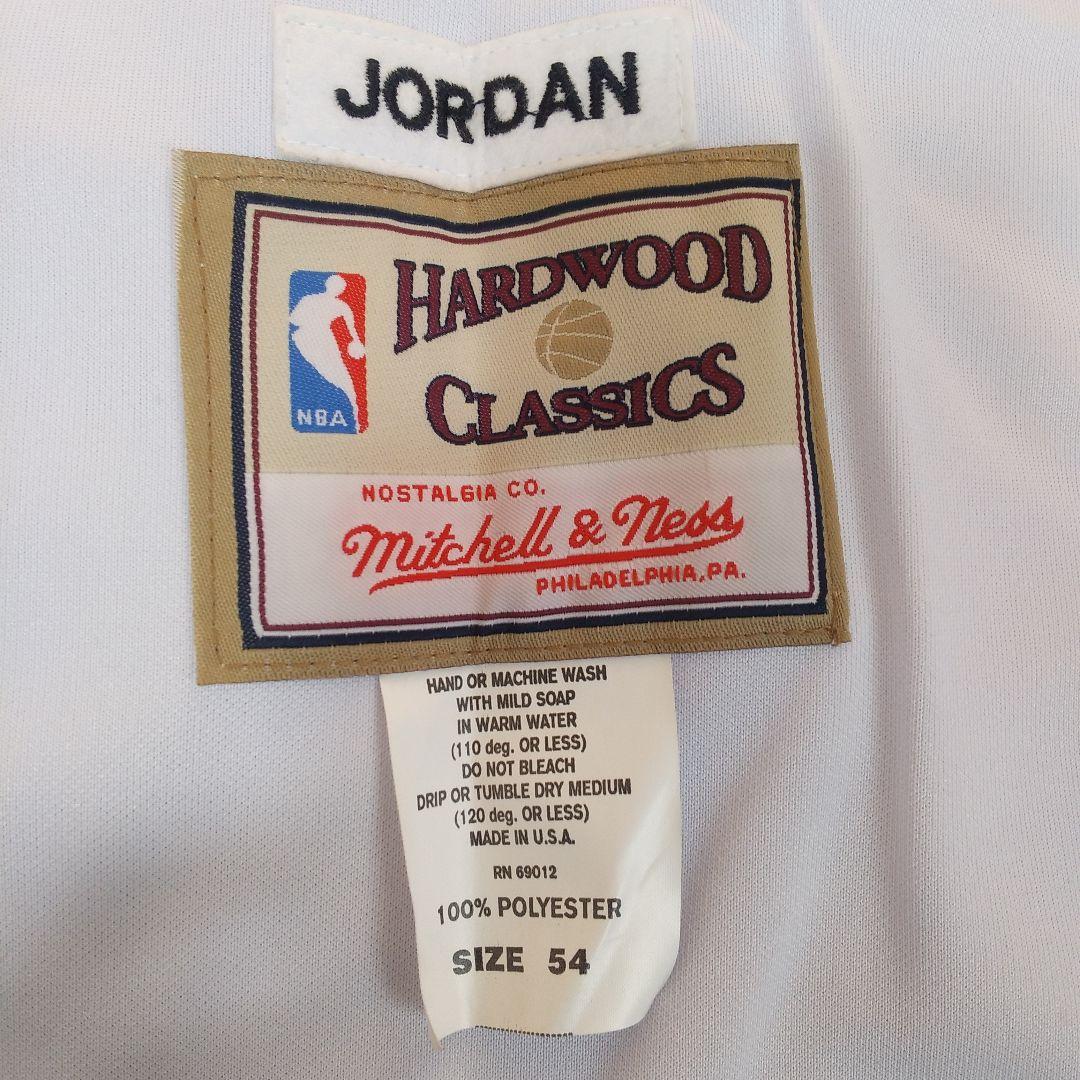 JORDAN
HARDWOOD
CLASSICS
NBA
NOSTALGIA CO.
Mitchell & Ness
PHILADELPHIA, PA.
HAND OR MACHINE WASH
WITH MILD SOAP
IN WARM WATER
(110 deg. OR LESS)
DO NOT BLEACH
DRIP OR TUMBLE DRY MEDIUM
(120 deg. OR LESS)
MADE IN U.S.A.
RN 69012
100% POLYESTER
SIZE 54